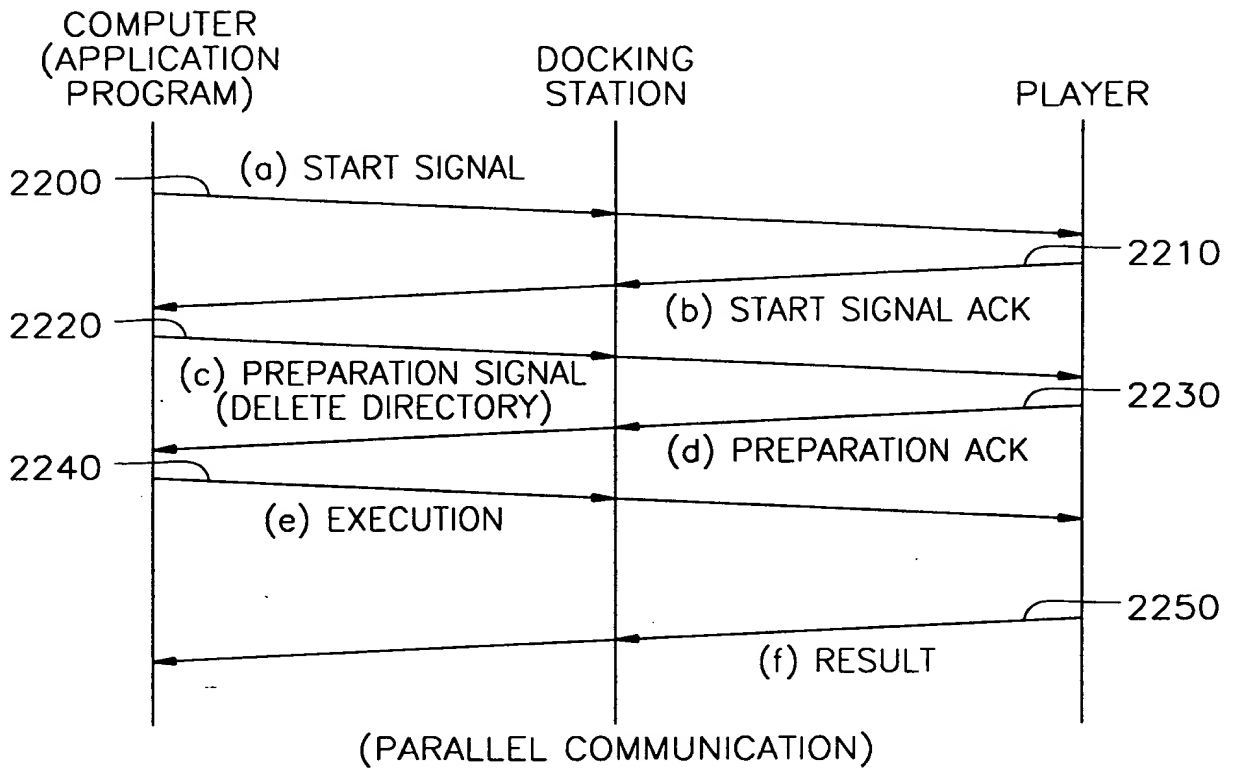 COMPUTER
(APPLICATION
PROGRAM)
DOCKING
STATION
PLAYER
2200
(a) START SIGNAL
2210
(b) START SIGNAL ACK
2220
(c) PREPARATION SIGNAL
(DELETE DIRECTORY)
2230
(d) PREPARATION ACK
2240
(e) EXECUTION
2250
(f) RESULT
(PARALLEL COMMUNICATION)